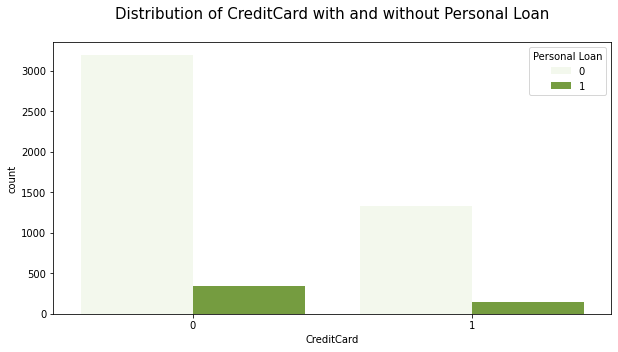 Distribution of CreditCard with and without Personal Loan
Personal Loan
0
1
3000
2500
2000
1500
1000
500
0
count
0
1
CreditCard